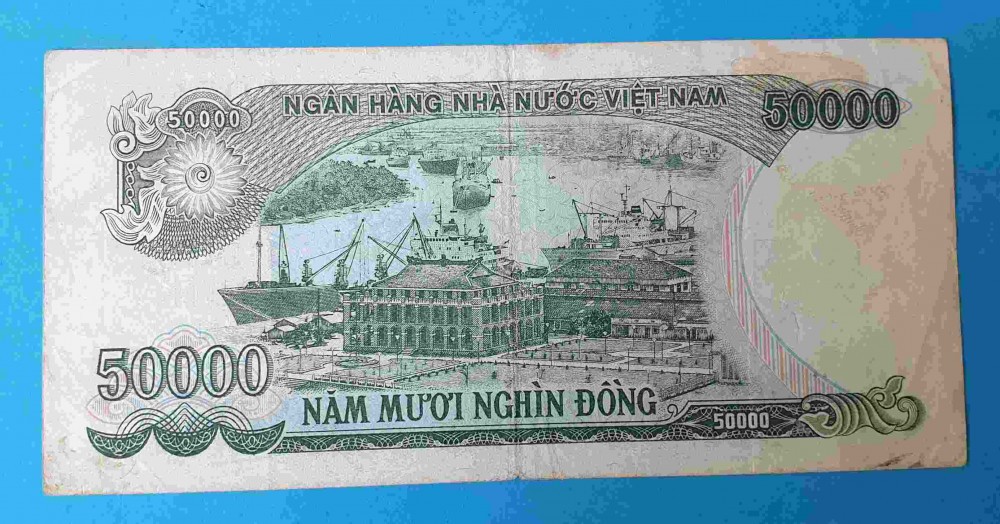 NGÂN HÀNG NHÀ NƯỚC VIỆT NAM
50000
50000
50000
NĂM MƯƠI NGHÌN ĐỒNG
50000